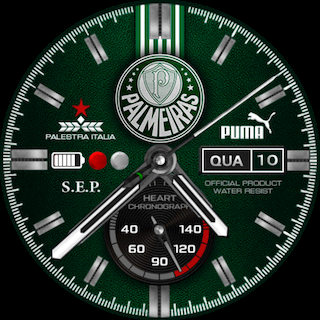 P
PALMEIRAS
PALESTRA ITALIA
PUMA
QUA 10
S.E.P.
OFFICIAL PRODUCT
WATER RESIST
HEART
CHRONOGRAPH
40 140
60 120
90